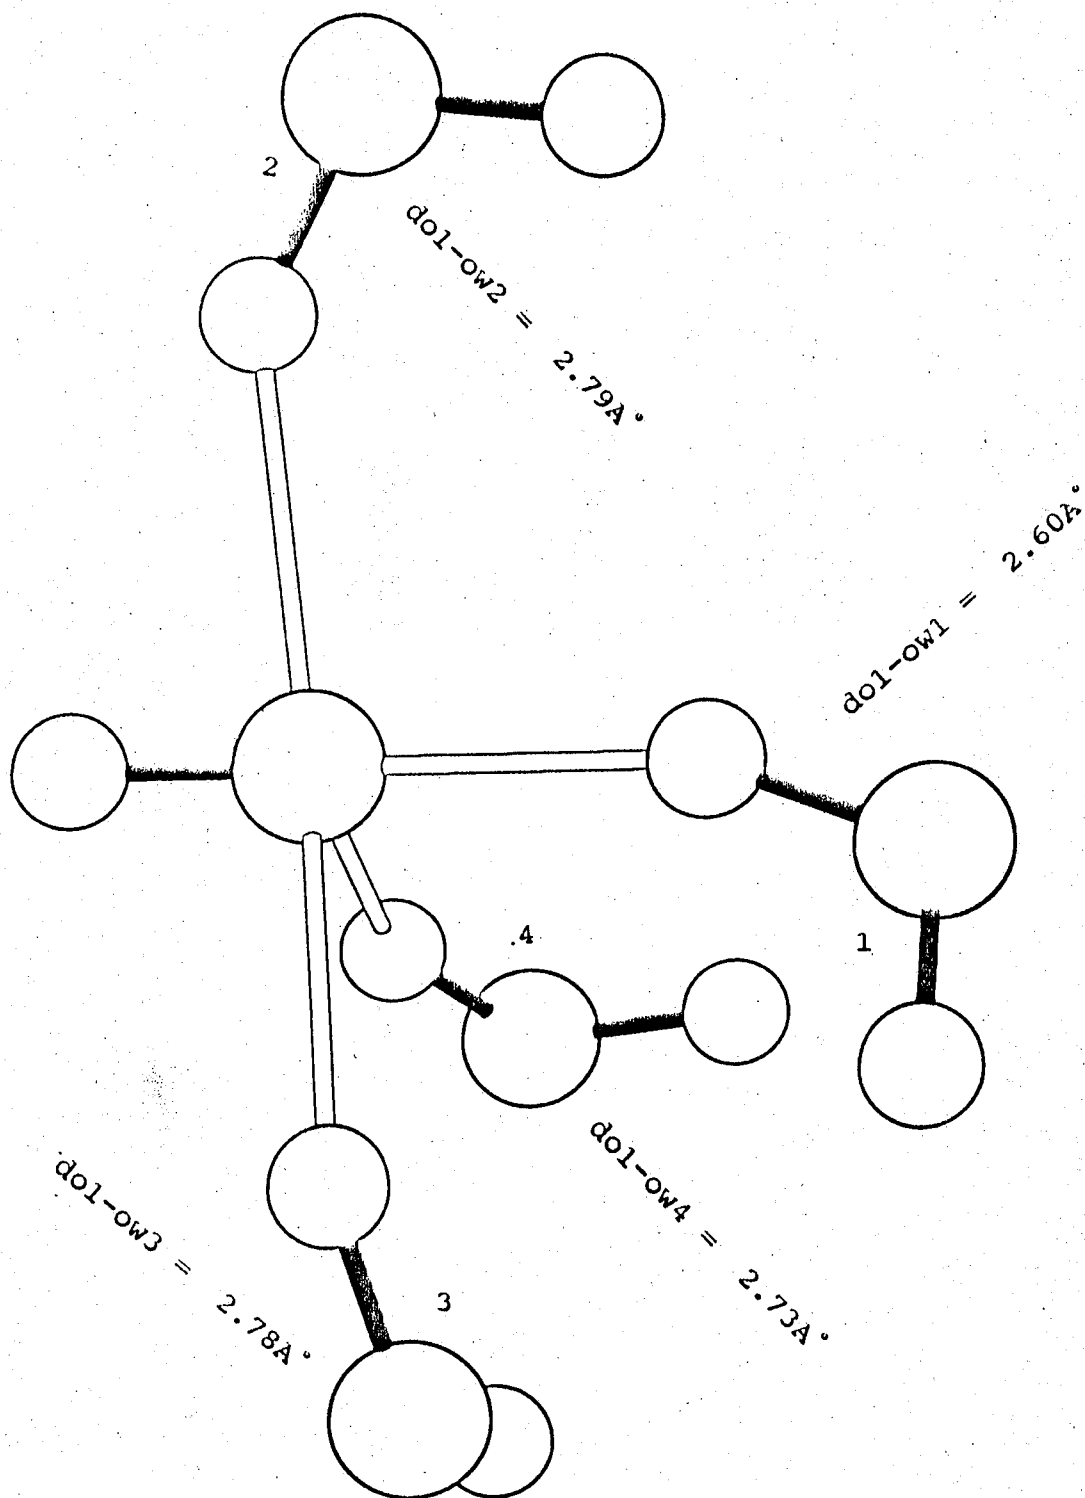 2
do1-ow2 = 2.79A°
do1-ow1 = 2.60A°
.4
1
do1-ow3 = 2.78A°
do1-ow4 = 2.73A°
3